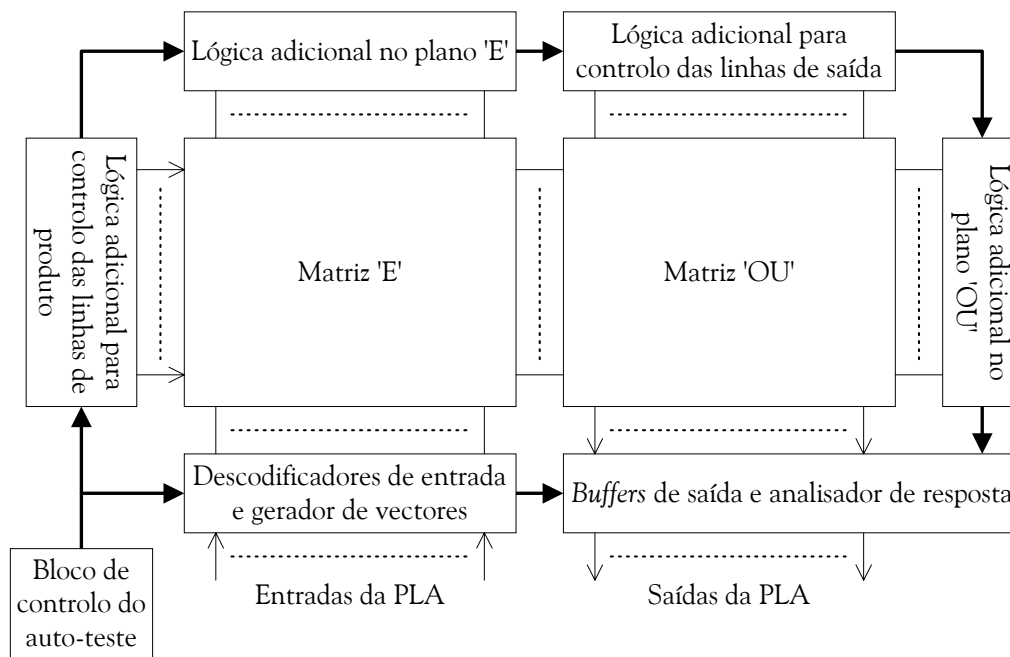 Lógica adicional no plano 'E'
Lógica adicional para
controlo das linhas de saída
Lógica adicional para
controlo das linhas de
produto
Matriz 'E'
Matriz 'OU'
Lógica adicional no
plano 'OU'
Descodificadores de entrada
e gerador de vectores
Buffers de saída e analisador de resposta
Bloco de
controlo do
auto-teste
Entradas da PLA
Saídas da PLA